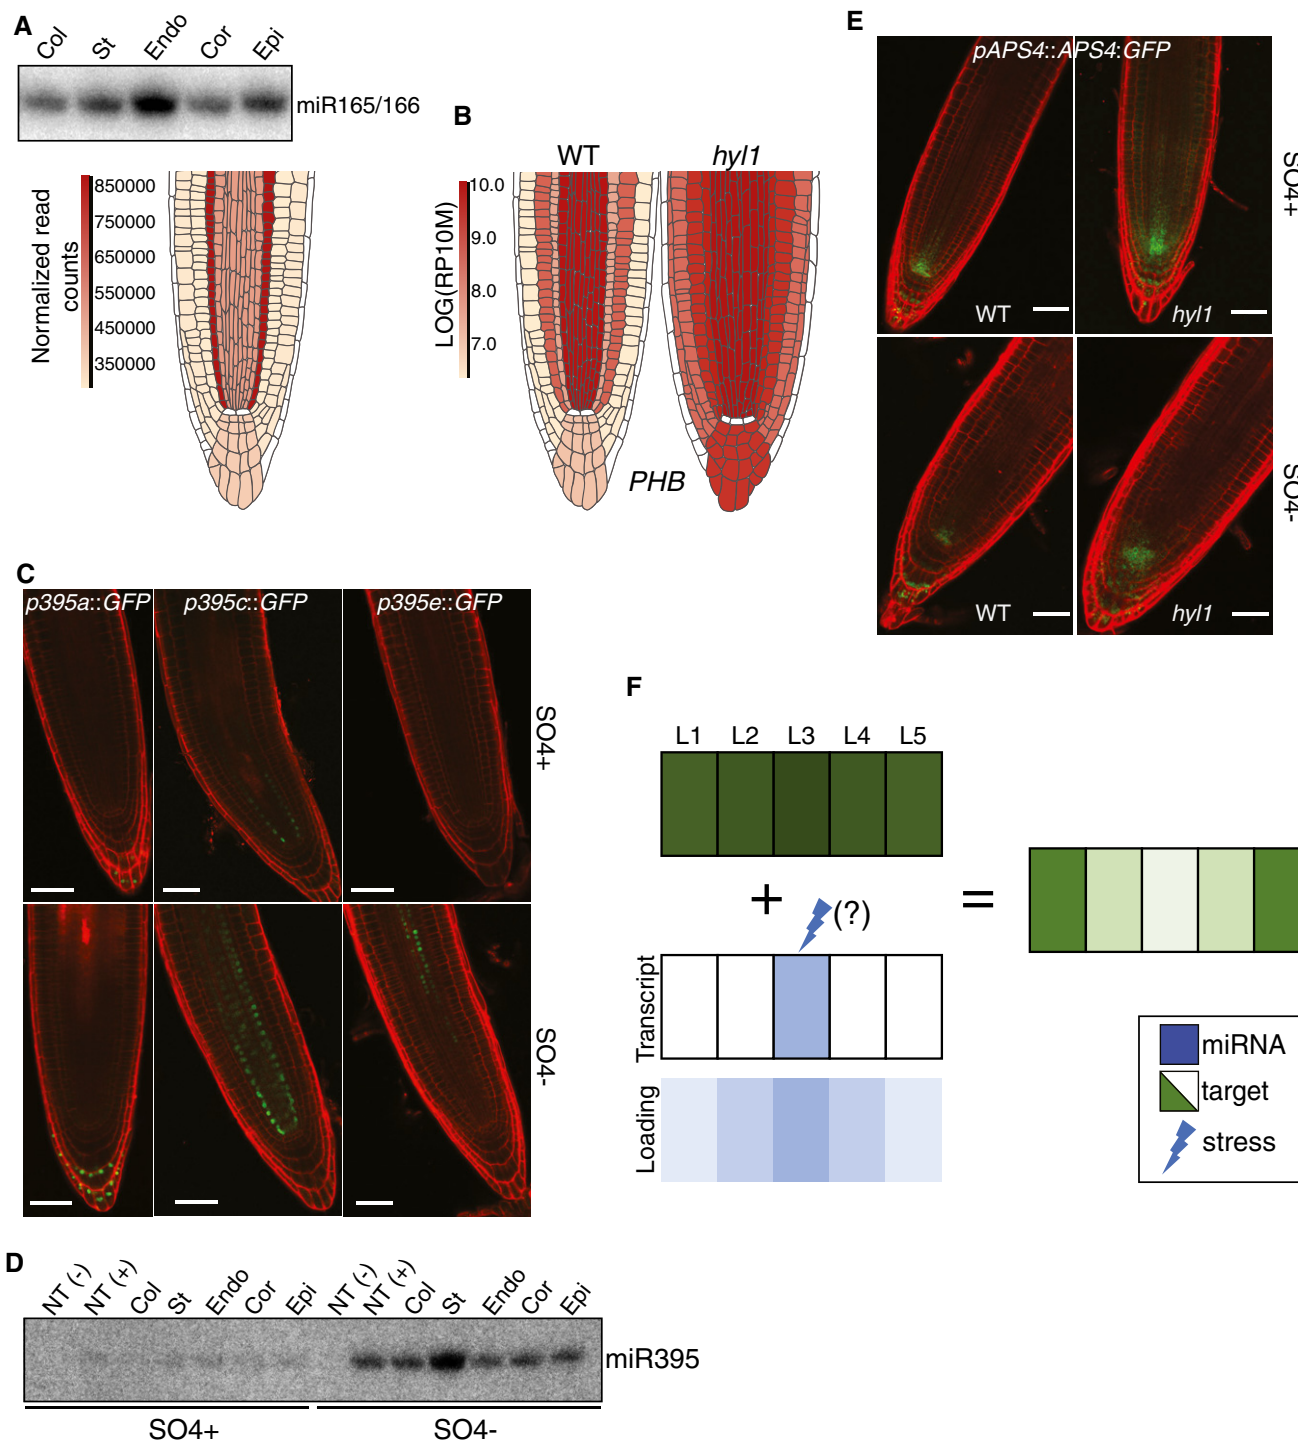 A
Col St Endo Cor Epi
miR165/166
Normalized read counts
850000
750000
650000
550000
450000
350000
B
WT hyl1
LOG(RP10M)
10.0
9.0
8.0
7.0
PHB
C
p395a::GFP p395c::GFP p395e::GFP
SO4+
SO4-
D
NT (-) NT (+) Col St Endo Cor Epi NT (-) NT (+) Col St Endo Cor Epi
miR395
SO4+ SO4-
E
pAPS4::APS4:GFP
WT hyl1
SO4+
WT hyl1
SO4-
F
L1 L2 L3 L4 L5
+
(?)
=
Transcript
Loading
miRNA
target
stress